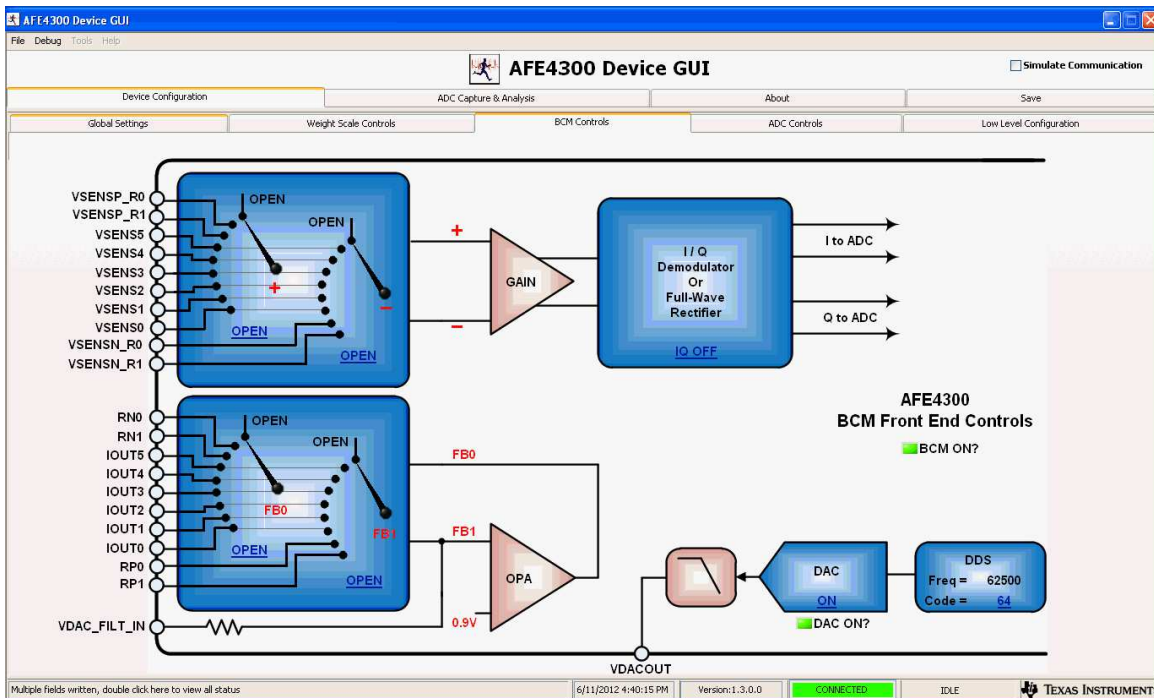 AFE4300 Device GUI
File Debug Tools Help
AFE4300 Device GUI
Simulate Communication
Device Configuration
ADC Capture & Analysis
About
Save
Global Settings
Weight Scale Controls
BCM Controls
ADC Controls
Low Level Configuration
VSENSP_R0
VSENSP_R1
VSENS5
VSENS4
VSENS3
VSENS2
VSENS1
VSENS0
VSENSN_R0
VSENSN_R1
OPEN
OPEN
+
−
OPEN
OPEN
+
−
GAIN
I / Q
Demodulator
Or
Full-Wave
Rectifier
IQ OFF
I to ADC
Q to ADC
RN0
RN1
IOUT5
IOUT4
IOUT3
IOUT2
IOUT1
IOUT0
RP0
RP1
VDAC_FILT_IN
OPEN
OPEN
FB0
FB1
OPEN
OPEN
FB0
FB1
0.9V
OPA
AFE4300
BCM Front End Controls
BCM ON?
DAC
ON
DAC ON?
DDS
Freq = 62500
Code = 64
VDACOUT
Multiple fields written, double click here to view all status
6/11/2012 4:40:15 PM
Version:1.3.0.0
CONNECTED
IDLE
TEXAS INSTRUMENT